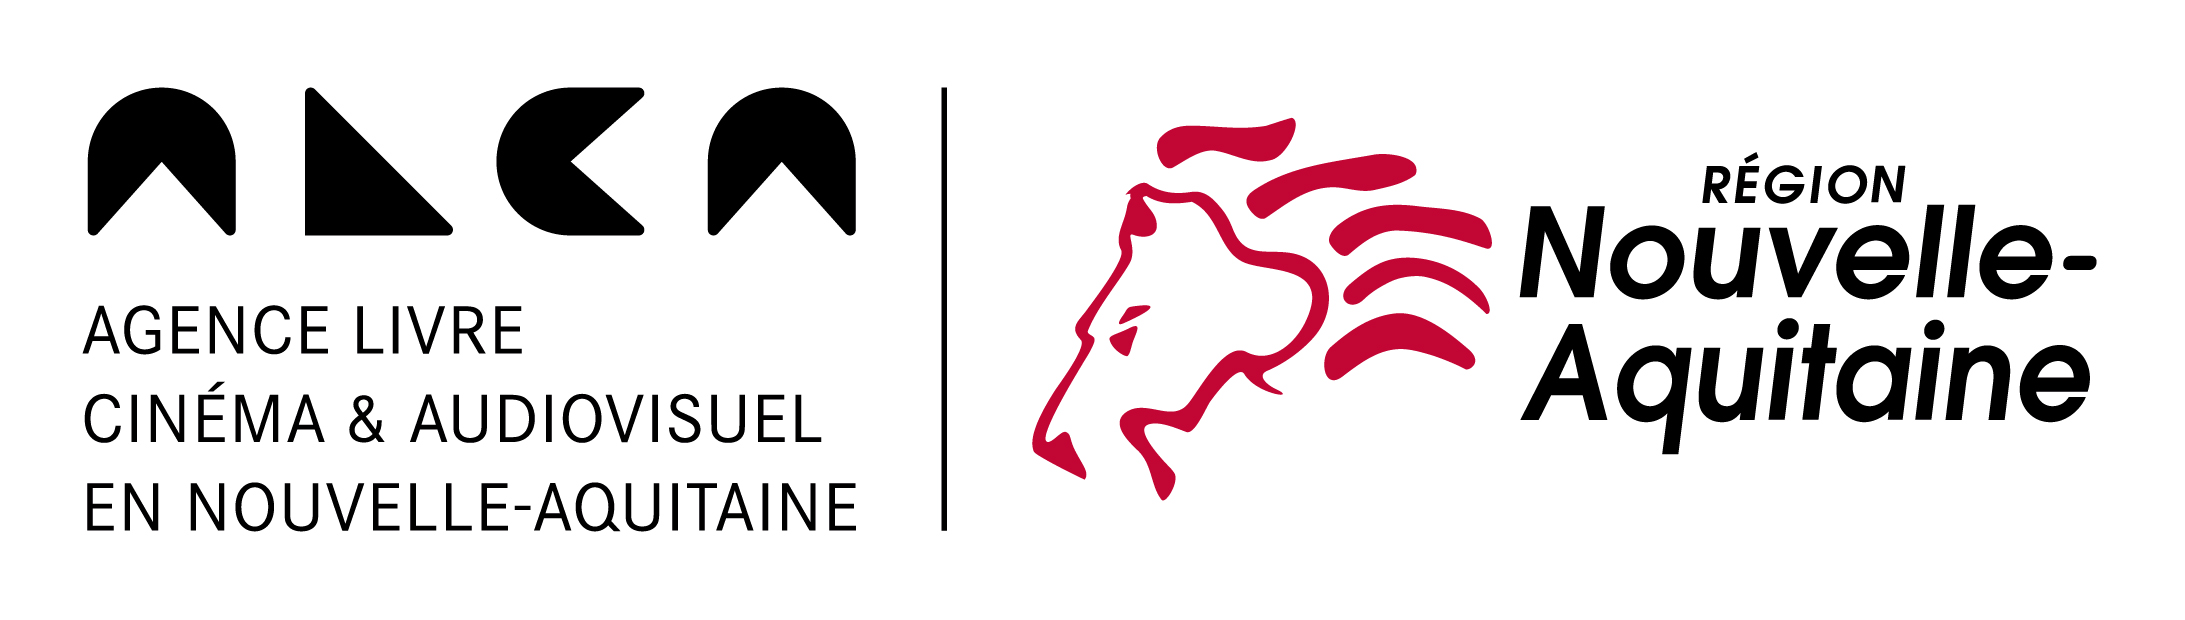 ALCA
AGENCE LIVRE
CINÉMA & AUDIOVISUEL
EN NOUVELLE-AQUITAINE
RÉGION
Nouvelle-
Aquitaine